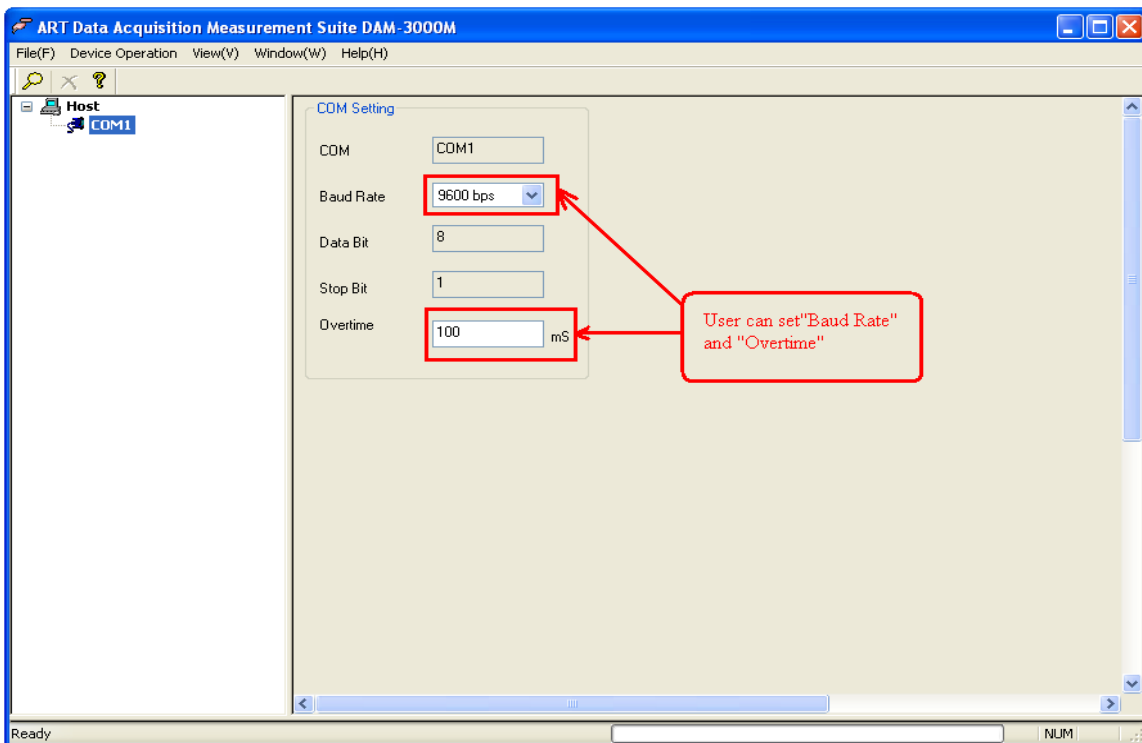 ART Data Acquisition Measurement Suite DAM-3000M
File(F) Device Operation View(V) Window(W) Help(H)
Host
COM1
COM Setting
COM COM1
Baud Rate 9600 bps
Data Bit 8
Stop Bit 1
Overtime 100 mS
User can set"Baud Rate"
and "Overtime"
Ready NUM